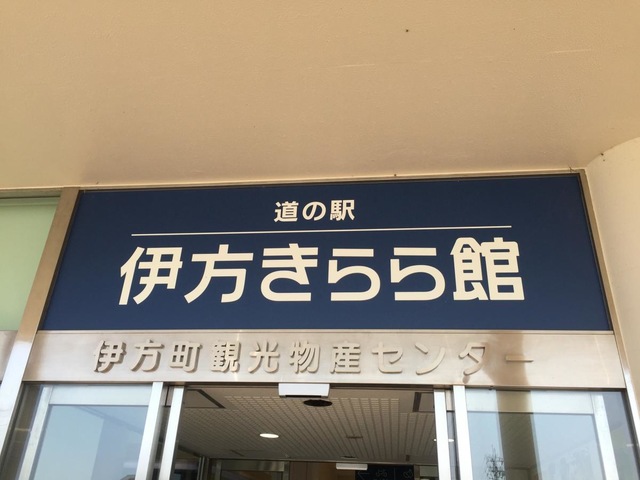 道の駅
伊方きらら館
伊方町観光物産センター